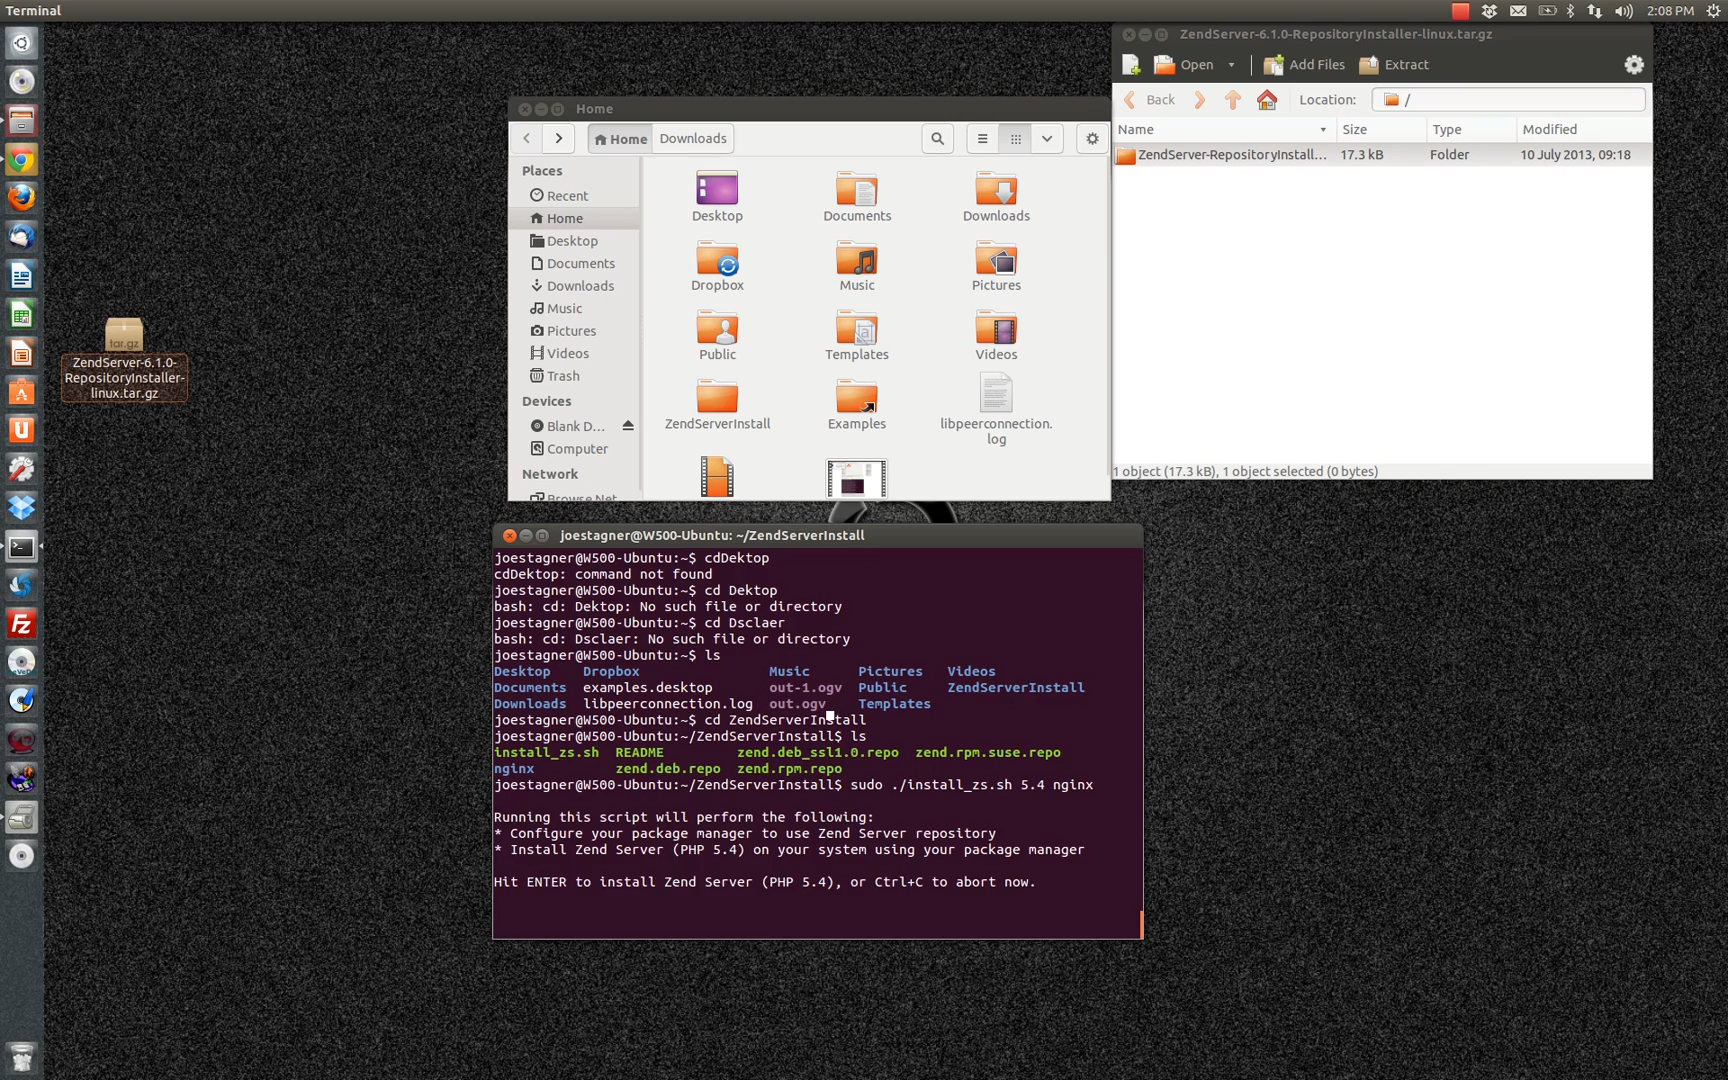 Terminal
2:08 PM
ZendServer-6.1.0-RepositoryInstaller-linux.tar.gz
Open
Add Files
Extract
Back
Location:
/
Name
Size
Type
Modified
ZendServer-RepositoryInstall...
17.3 kB
Folder
10 July 2013, 09:18
1 object (17.3 kB), 1 object selected (0 bytes)
tar.gz
ZendServer-6.1.0-
RepositoryInstaller-
linux.tar.gz
Home
Home
Downloads
Places
Recent
Home
Desktop
Documents
Downloads
Music
Pictures
Videos
Trash
Devices
Blank D...
Computer
Network
Browse Net
Desktop
Documents
Downloads
Dropbox
Music
Pictures
Public
Templates
Videos
ZendServerInstall
Examples
libpeerconnection.
log
joestagner@W500-Ubuntu: ~/ZendServerInstall
joestagner@W500-Ubuntu:~$ cdDektop
cdDektop: command not found
joestagner@W500-Ubuntu:~$ cd Dektop
bash: cd: Dektop: No such file or directory
joestagner@W500-Ubuntu:~$ cd Dsclaer
bash: cd: Dsclaer: No such file or directory
joestagner@W500-Ubuntu:~$ ls
Desktop Dropbox Music Pictures Videos
Documents examples.desktop out-1.ogv Public ZendServerInstall
Downloads libpeerconnection.log out.ogv Templates
joestagner@W500-Ubuntu:~$ cd ZendServerInstall
joestagner@W500-Ubuntu:~/ZendServerInstall$ ls
install_zs.sh README zend.deb_ssl1.0.repo zend.rpm.suse.repo
nginx zend.deb.repo zend.rpm.repo
joestagner@W500-Ubuntu:~/ZendServerInstall$ sudo ./install_zs.sh 5.4 nginx
Running this script will perform the following:
* Configure your package manager to use Zend Server repository
* Install Zend Server (PHP 5.4) on your system using your package manager
Hit ENTER to install Zend Server (PHP 5.4), or Ctrl+C to abort now.